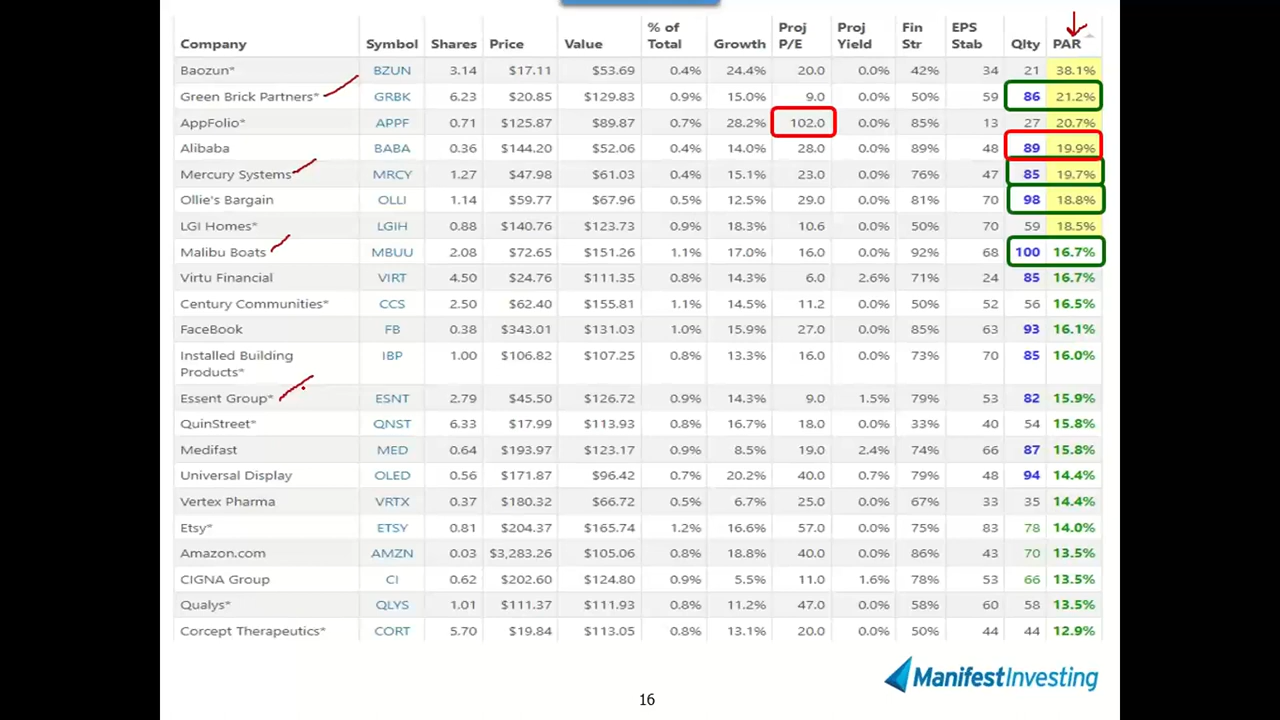 Company Symbol Shares Price Value % of Total Growth Proj P/E Proj Yield Fin Str EPS Stab Qlty PAR
Baozun* BZUN 3.14 $17.11 $53.69 0.4% 24.4% 20.0 0.0% 42% 34 21 38.1%
Green Brick Partners* GRBK 6.23 $20.85 $129.83 0.9% 15.0% 9.0 0.0% 50% 59 86 21.2%
AppFolio* APPF 0.71 $125.87 $89.87 0.7% 28.2% 102.0 0.0% 85% 13 27 20.7%
Alibaba BABA 0.36 $144.20 $52.06 0.4% 14.0% 28.0 0.0% 89% 48 89 19.9%
Mercury Systems* MRCY 1.27 $47.98 $61.03 0.4% 15.1% 23.0 0.0% 76% 47 85 19.7%
Ollie's Bargain OLLI 1.14 $59.77 $67.96 0.5% 12.5% 29.0 0.0% 81% 70 98 18.8%
LGI Homes* LGIH 0.88 $140.76 $123.73 0.9% 18.3% 10.6 0.0% 50% 70 59 18.5%
Malibu Boats MBUU 2.08 $72.65 $151.26 1.1% 17.0% 16.0 0.0% 92% 68 100 16.7%
Virtu Financial VIRT 4.50 $24.76 $111.35 0.8% 14.3% 6.0 2.6% 71% 24 85 16.7%
Century Communities* CCS 2.50 $62.40 $155.81 1.1% 14.5% 11.2 0.0% 50% 52 56 16.5%
FaceBook FB 0.38 $343.01 $131.03 1.0% 15.9% 27.0 0.0% 85% 63 93 16.1%
Installed Building Products* IBP 1.00 $106.82 $107.25 0.8% 13.3% 16.0 0.0% 73% 70 85 16.0%
Essent Group* ESNT 2.79 $45.50 $126.72 0.9% 14.3% 9.0 1.5% 79% 53 82 15.9%
QuinStreet* QNST 6.33 $17.99 $113.93 0.8% 16.7% 18.0 0.0% 33% 40 54 15.8%
Medifast MED 0.64 $193.97 $123.17 0.9% 8.5% 19.0 2.4% 74% 66 87 15.8%
Universal Display OLED 0.56 $171.87 $96.42 0.7% 20.2% 40.0 0.7% 79% 48 94 14.4%
Vertex Pharma VRTX 0.37 $180.32 $66.72 0.5% 6.7% 25.0 0.0% 67% 33 35 14.4%
Etsy* ETSY 0.81 $204.37 $165.74 1.2% 16.6% 57.0 0.0% 75% 83 78 14.0%
Amazon.com AMZN 0.03 $3,283.26 $105.06 0.8% 18.8% 40.0 0.0% 86% 43 70 13.5%
CIGNA Group CI 0.62 $202.60 $124.80 0.9% 5.5% 11.0 1.6% 78% 53 66 13.5%
Qualys* QLYS 1.01 $111.37 $111.93 0.8% 11.2% 47.0 0.0% 58% 60 58 13.5%
Corcept Therapeutics* CORT 5.70 $19.84 $113.05 0.8% 13.1% 20.0 0.0% 50% 44 44 12.9%
ManifestInvesting
16